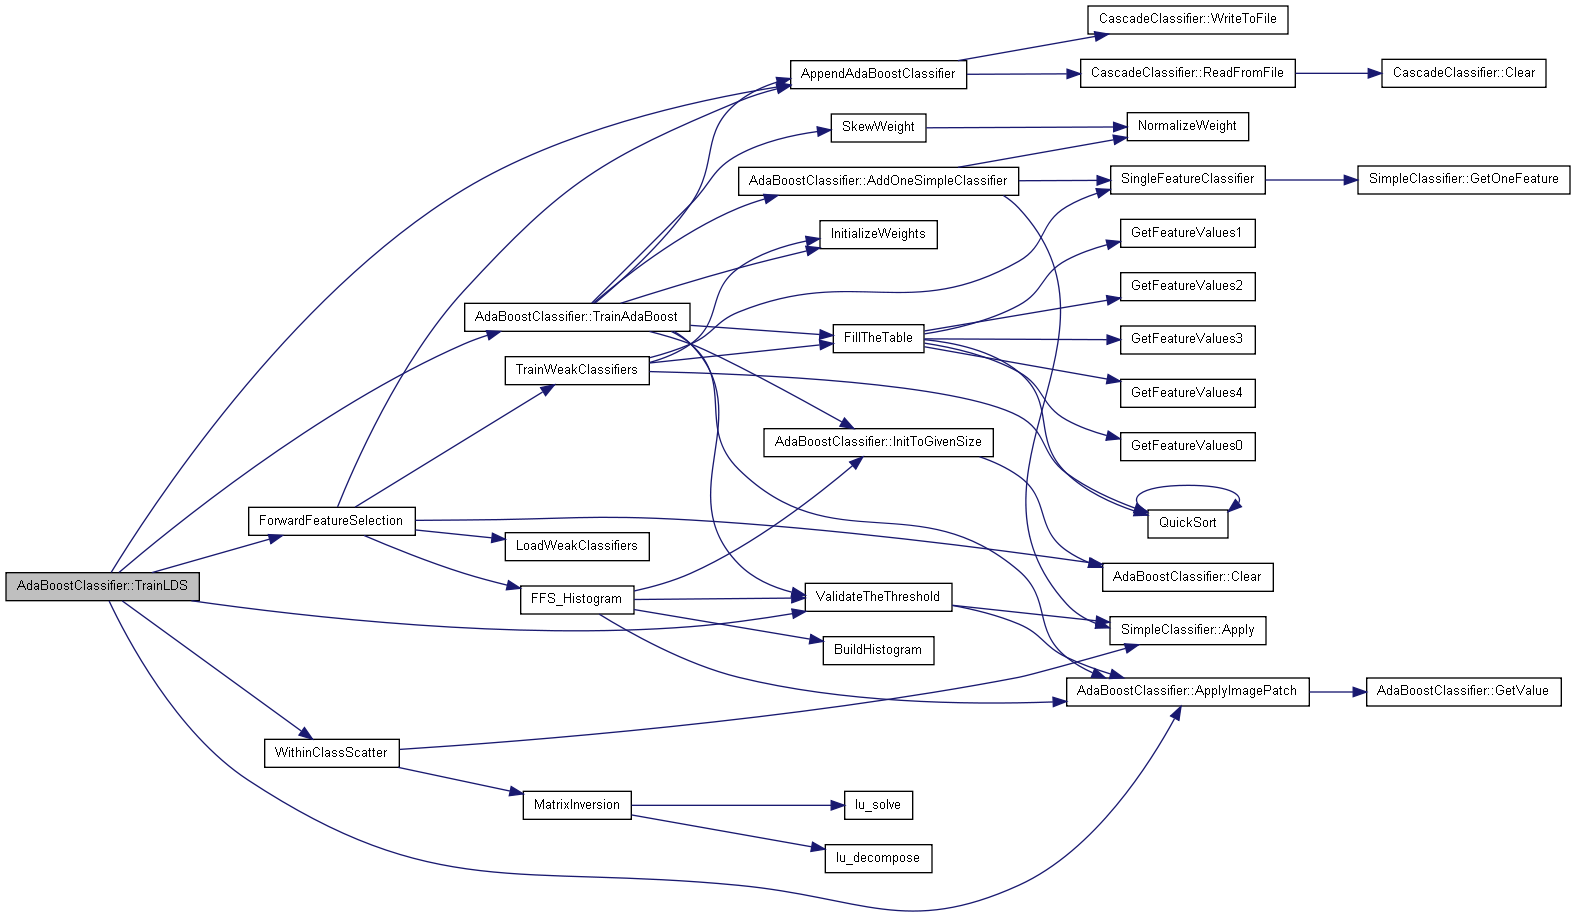 CascadeClassifier::WriteToFile
AppendAdaBoostClassifier
CascadeClassifier::ReadFromFile
CascadeClassifier::Clear
SkewWeight
NormalizeWeight
AdaBoostClassifier::AddOneSimpleClassifier
SingleFeatureClassifier
SimpleClassifier::GetOneFeature
InitializeWeights
GetFeatureValues1
GetFeatureValues2
AdaBoostClassifier::TrainAdaBoost
FillTheTable
GetFeatureValues3
TrainWeakClassifiers
GetFeatureValues4
AdaBoostClassifier::InitToGivenSize
GetFeatureValues0
ForwardFeatureSelection
QuickSort
LoadWeakClassifiers
AdaBoostClassifier::TrainLDS
AdaBoostClassifier::Clear
FFS_Histogram
ValidateTheThreshold
SimpleClassifier::Apply
BuildHistogram
AdaBoostClassifier::ApplyImagePatch
AdaBoostClassifier::GetValue
WithinClassScatter
MatrixInversion
lu_solve
lu_decompose